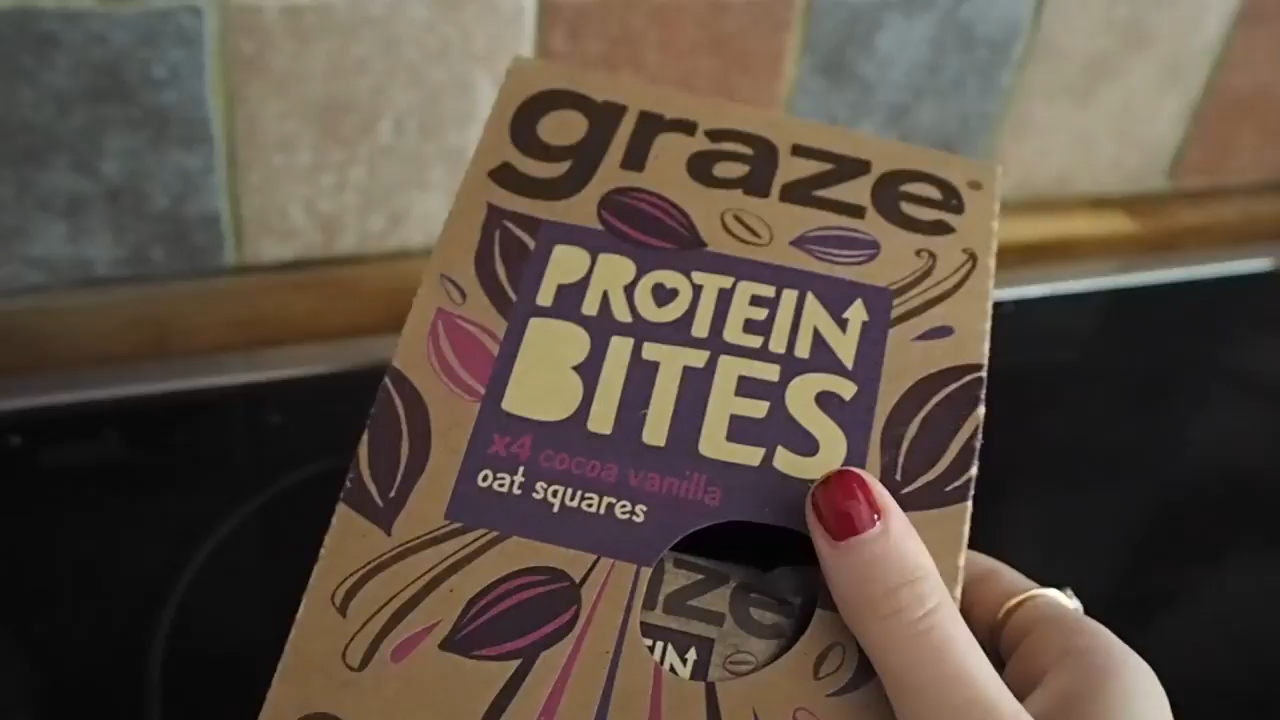 graze
PROTEIN
BITES
x4 cocoa vanilla
oat squares